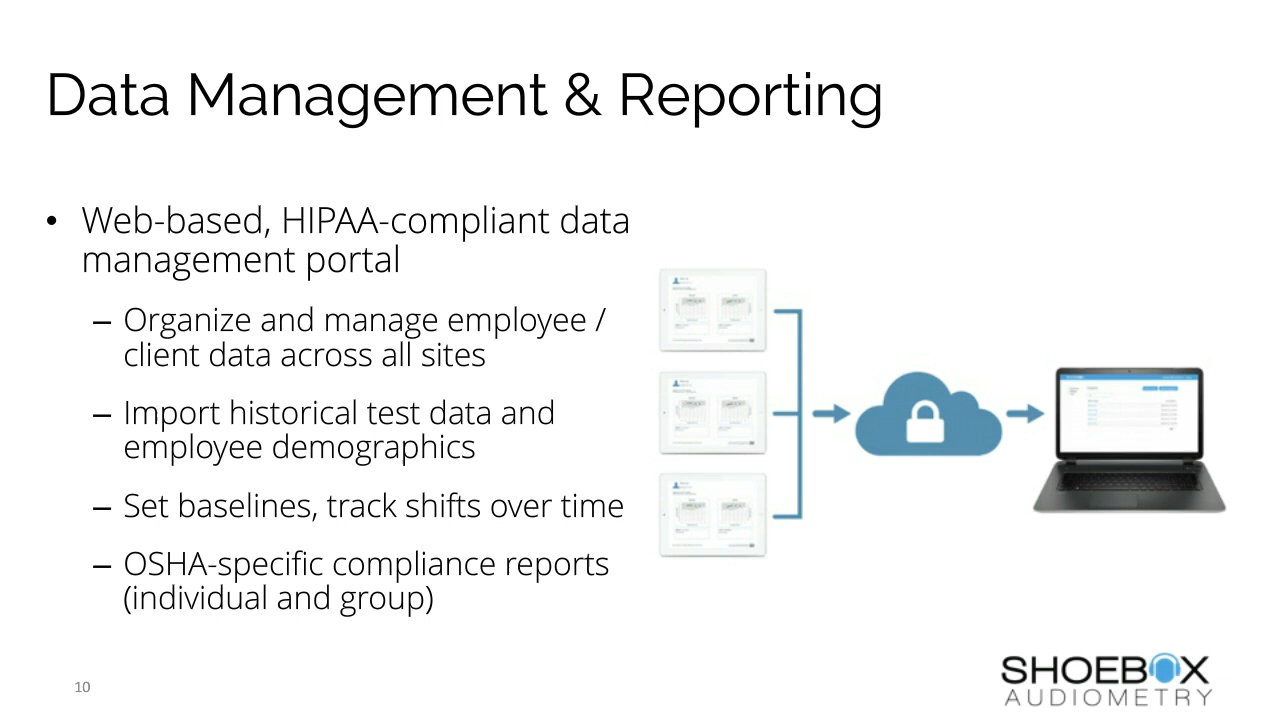 Data Management & Reporting
• Web-based, HIPAA-compliant data
management portal
– Organize and manage employee /
client data across all sites
– Import historical test data and
employee demographics
– Set baselines, track shifts over time
– OSHA-specific compliance reports
(individual and group)
10
SHOEBOX
AUDIOMETRY